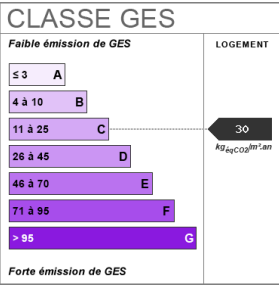 CLASSE GES
Faible émission de GES
LOGEMENT
≤ 3 A
4 à 10 B
11 à 25 C
30
kgéqCO2/m².an
26 à 45 D
46 à 70 E
71 à 95 F
> 95 G
Forte émission de GES